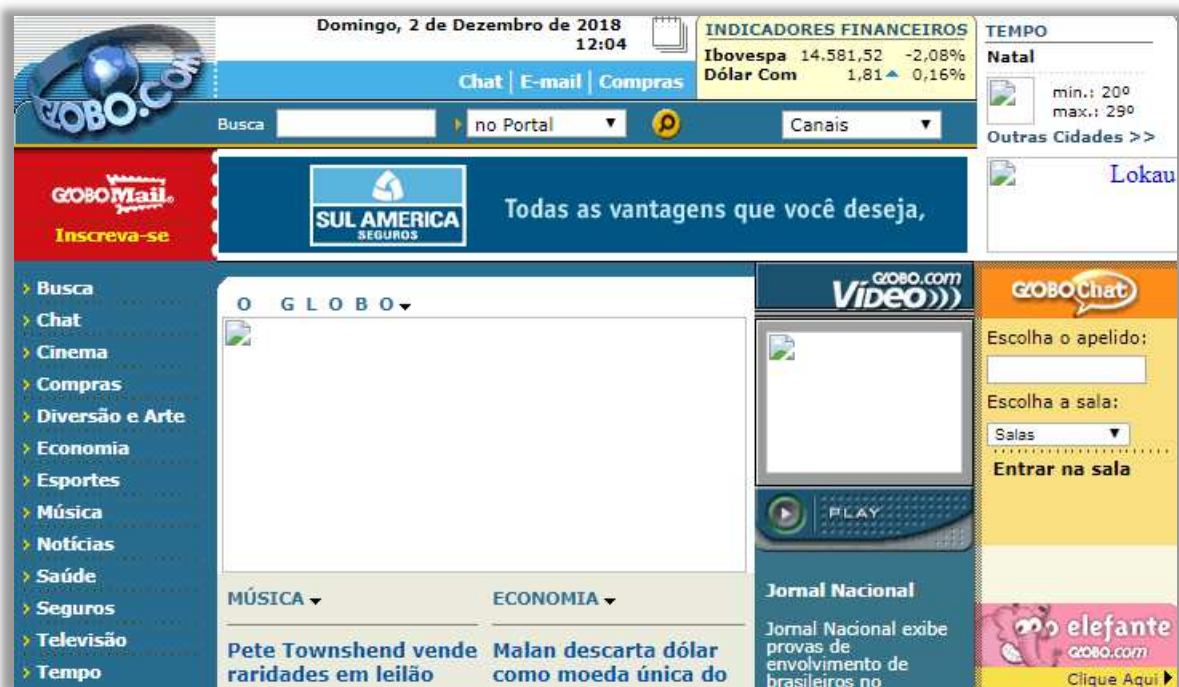 GLOBO.COM
Domingo, 2 de Dezembro de 2018
12:04
Chat | E-mail | Compras
INDICADORES FINANCEIROS
Ibovespa 14.581,52 -2,08%
Dólar Com 1,81 0,16%
TEMPO
Natal
min.: 20º
max.: 29º
Outras Cidades >>
Busca
no Portal
Canais
GLOBOMail
Inscreva-se
SUL AMERICA
SEGUROS
Todas as vantagens que você deseja,
Lokau
Busca
Chat
Cinema
Compras
Diversão e Arte
Economia
Esportes
Música
Notícias
Saúde
Seguros
Televisão
Tempo
O GLOBO
MÚSICA
Pete Townshend vende
raridades em leilão
ECONOMIA
Malan descarta dólar
como moeda única do
GLOBO.com
Vídeo)))
PLAY
Jornal Nacional
Jornal Nacional exibe
provas de
envolvimento de
brasileiros no
GLOBOChat
Escolha o apelido:
Escolha a sala:
Salas
Entrar na sala
elefante
GLOBO.com
Clique Aqui